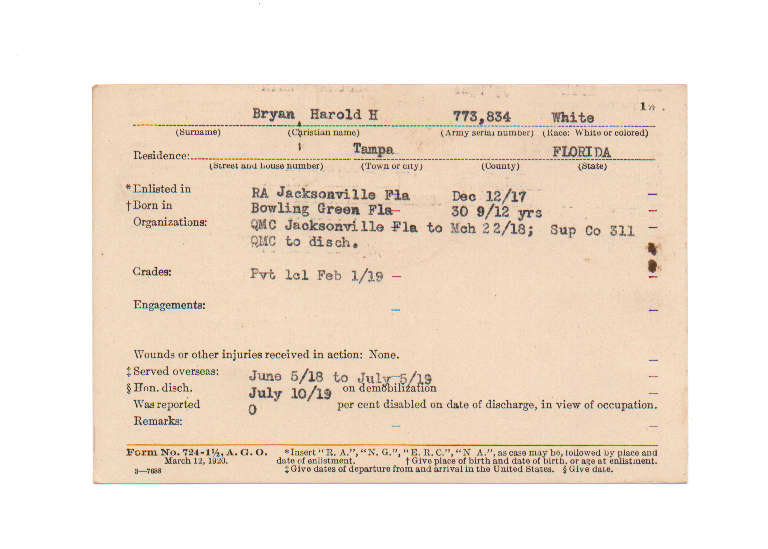 Bryan Harold H 773,834 White 1
(Surname) (Christian name) (Army serial number) (Race: White or colored)
Residence: Tampa FLORIDA
(Street and house number) (Town or city) (County) (State)
*Enlisted in RA Jacksonville Fla Dec 12/17
†Born in Bowling Green Fla 30 9/12 yrs
Organizations: QMC Jacksonville Fla to Mch 22/18; Sup Co 311
QMC to disch.
Grades: Pvt 1cl Feb 1/19
Engagements:
Wounds or other injuries received in action: None.
‡Served overseas: June 5/18 to July 5/19
§Hon. disch. July 10/19 on demobilization
Was reported 0 per cent disabled on date of discharge, in view of occupation.
Remarks:
Form No. 724-1½, A. G. O. *Insert "R. A.", "N. G.", "E. R. C.", "N A.", as case may be, followed by place and
March 12, 1920. date of enlistment. †Give place of birth and date of birth, or age at enlistment.
3—7688 ‡Give dates of departure from and arrival in the United States. §Give date.